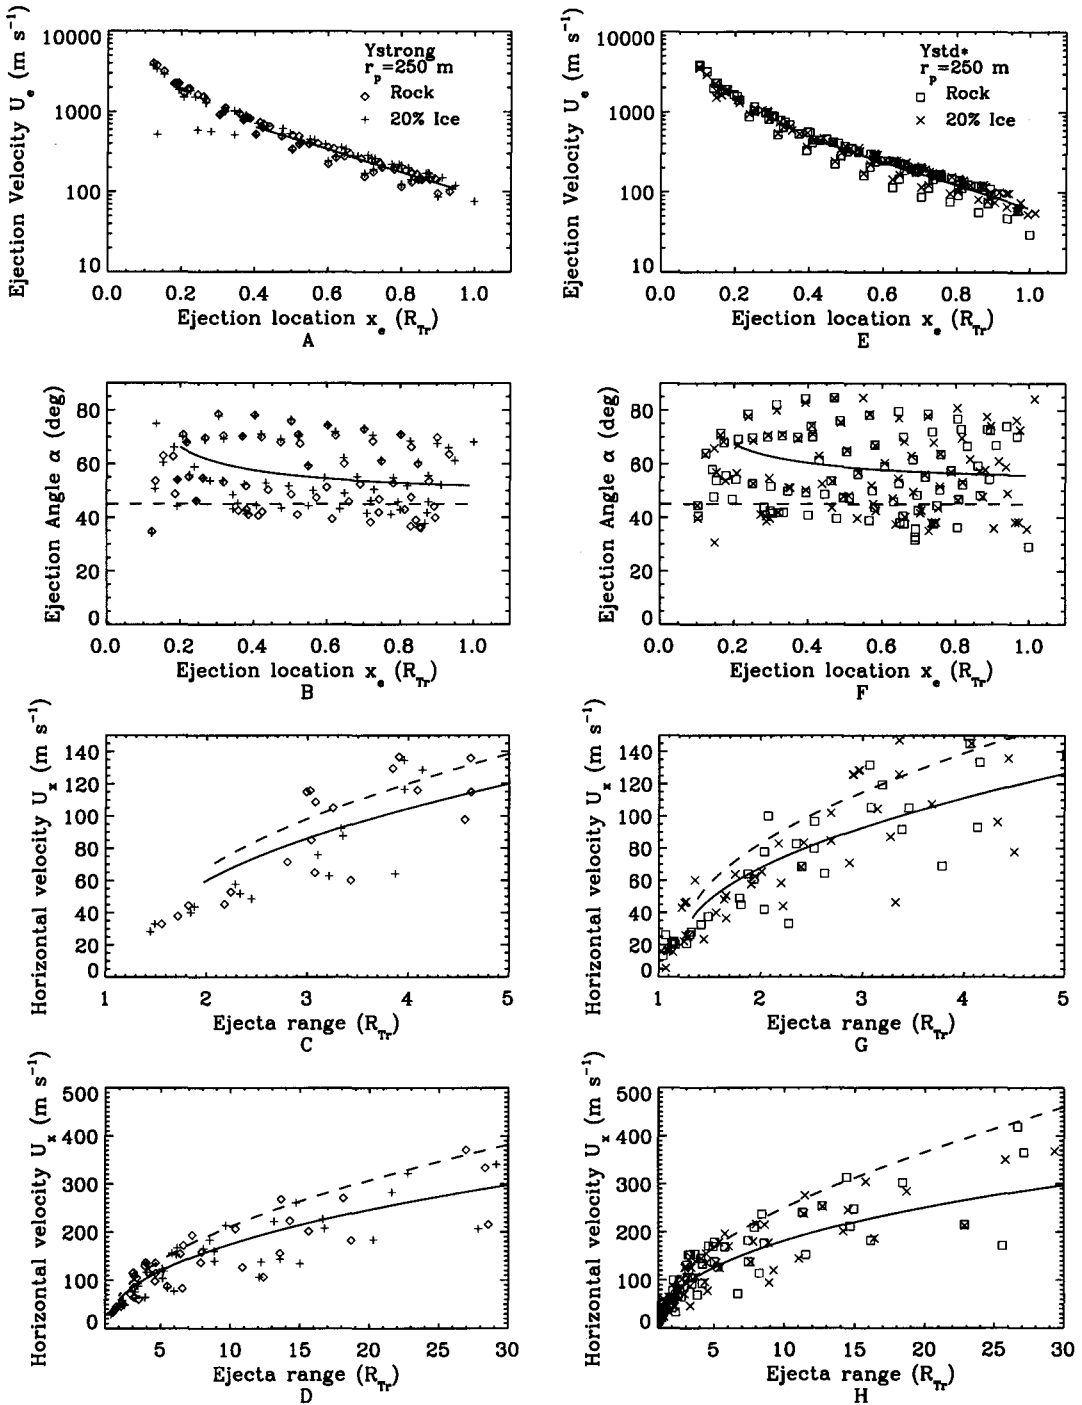 Ejection Velocity U_e (m s⁻¹)
10000
1000
100
10
Ystrong
r_p=250 m
Rock
20% Ice
0.0 0.2 0.4 0.6 0.8 1.0
Ejection location x_e (R_Tr)
A
Ejection Velocity U_e (m s⁻¹)
10000
1000
100
10
Ystd*
r_p=250 m
Rock
20% Ice
0.0 0.2 0.4 0.6 0.8 1.0
Ejection location x_e (R_Tr)
E
Ejection Angle α (deg)
80
60
40
20
0
0.0 0.2 0.4 0.6 0.8 1.0
Ejection location x_e (R_Tr)
B
Ejection Angle α (deg)
80
60
40
20
0
0.0 0.2 0.4 0.6 0.8 1.0
Ejection location x_e (R_Tr)
F
Horizontal velocity U_x (m s⁻¹)
140
120
100
80
60
40
20
0
1 2 3 4 5
Ejecta range (R_Tr)
C
Horizontal velocity U_x (m s⁻¹)
140
120
100
80
60
40
20
0
1 2 3 4 5
Ejecta range (R_Tr)
G
Horizontal velocity U_x (m s⁻¹)
500
400
300
200
100
0
5 10 15 20 25 30
Ejecta range (R_Tr)
D
Horizontal velocity U_x (m s⁻¹)
500
400
300
200
100
0
5 10 15 20 25 30
Ejecta range (R_Tr)
H